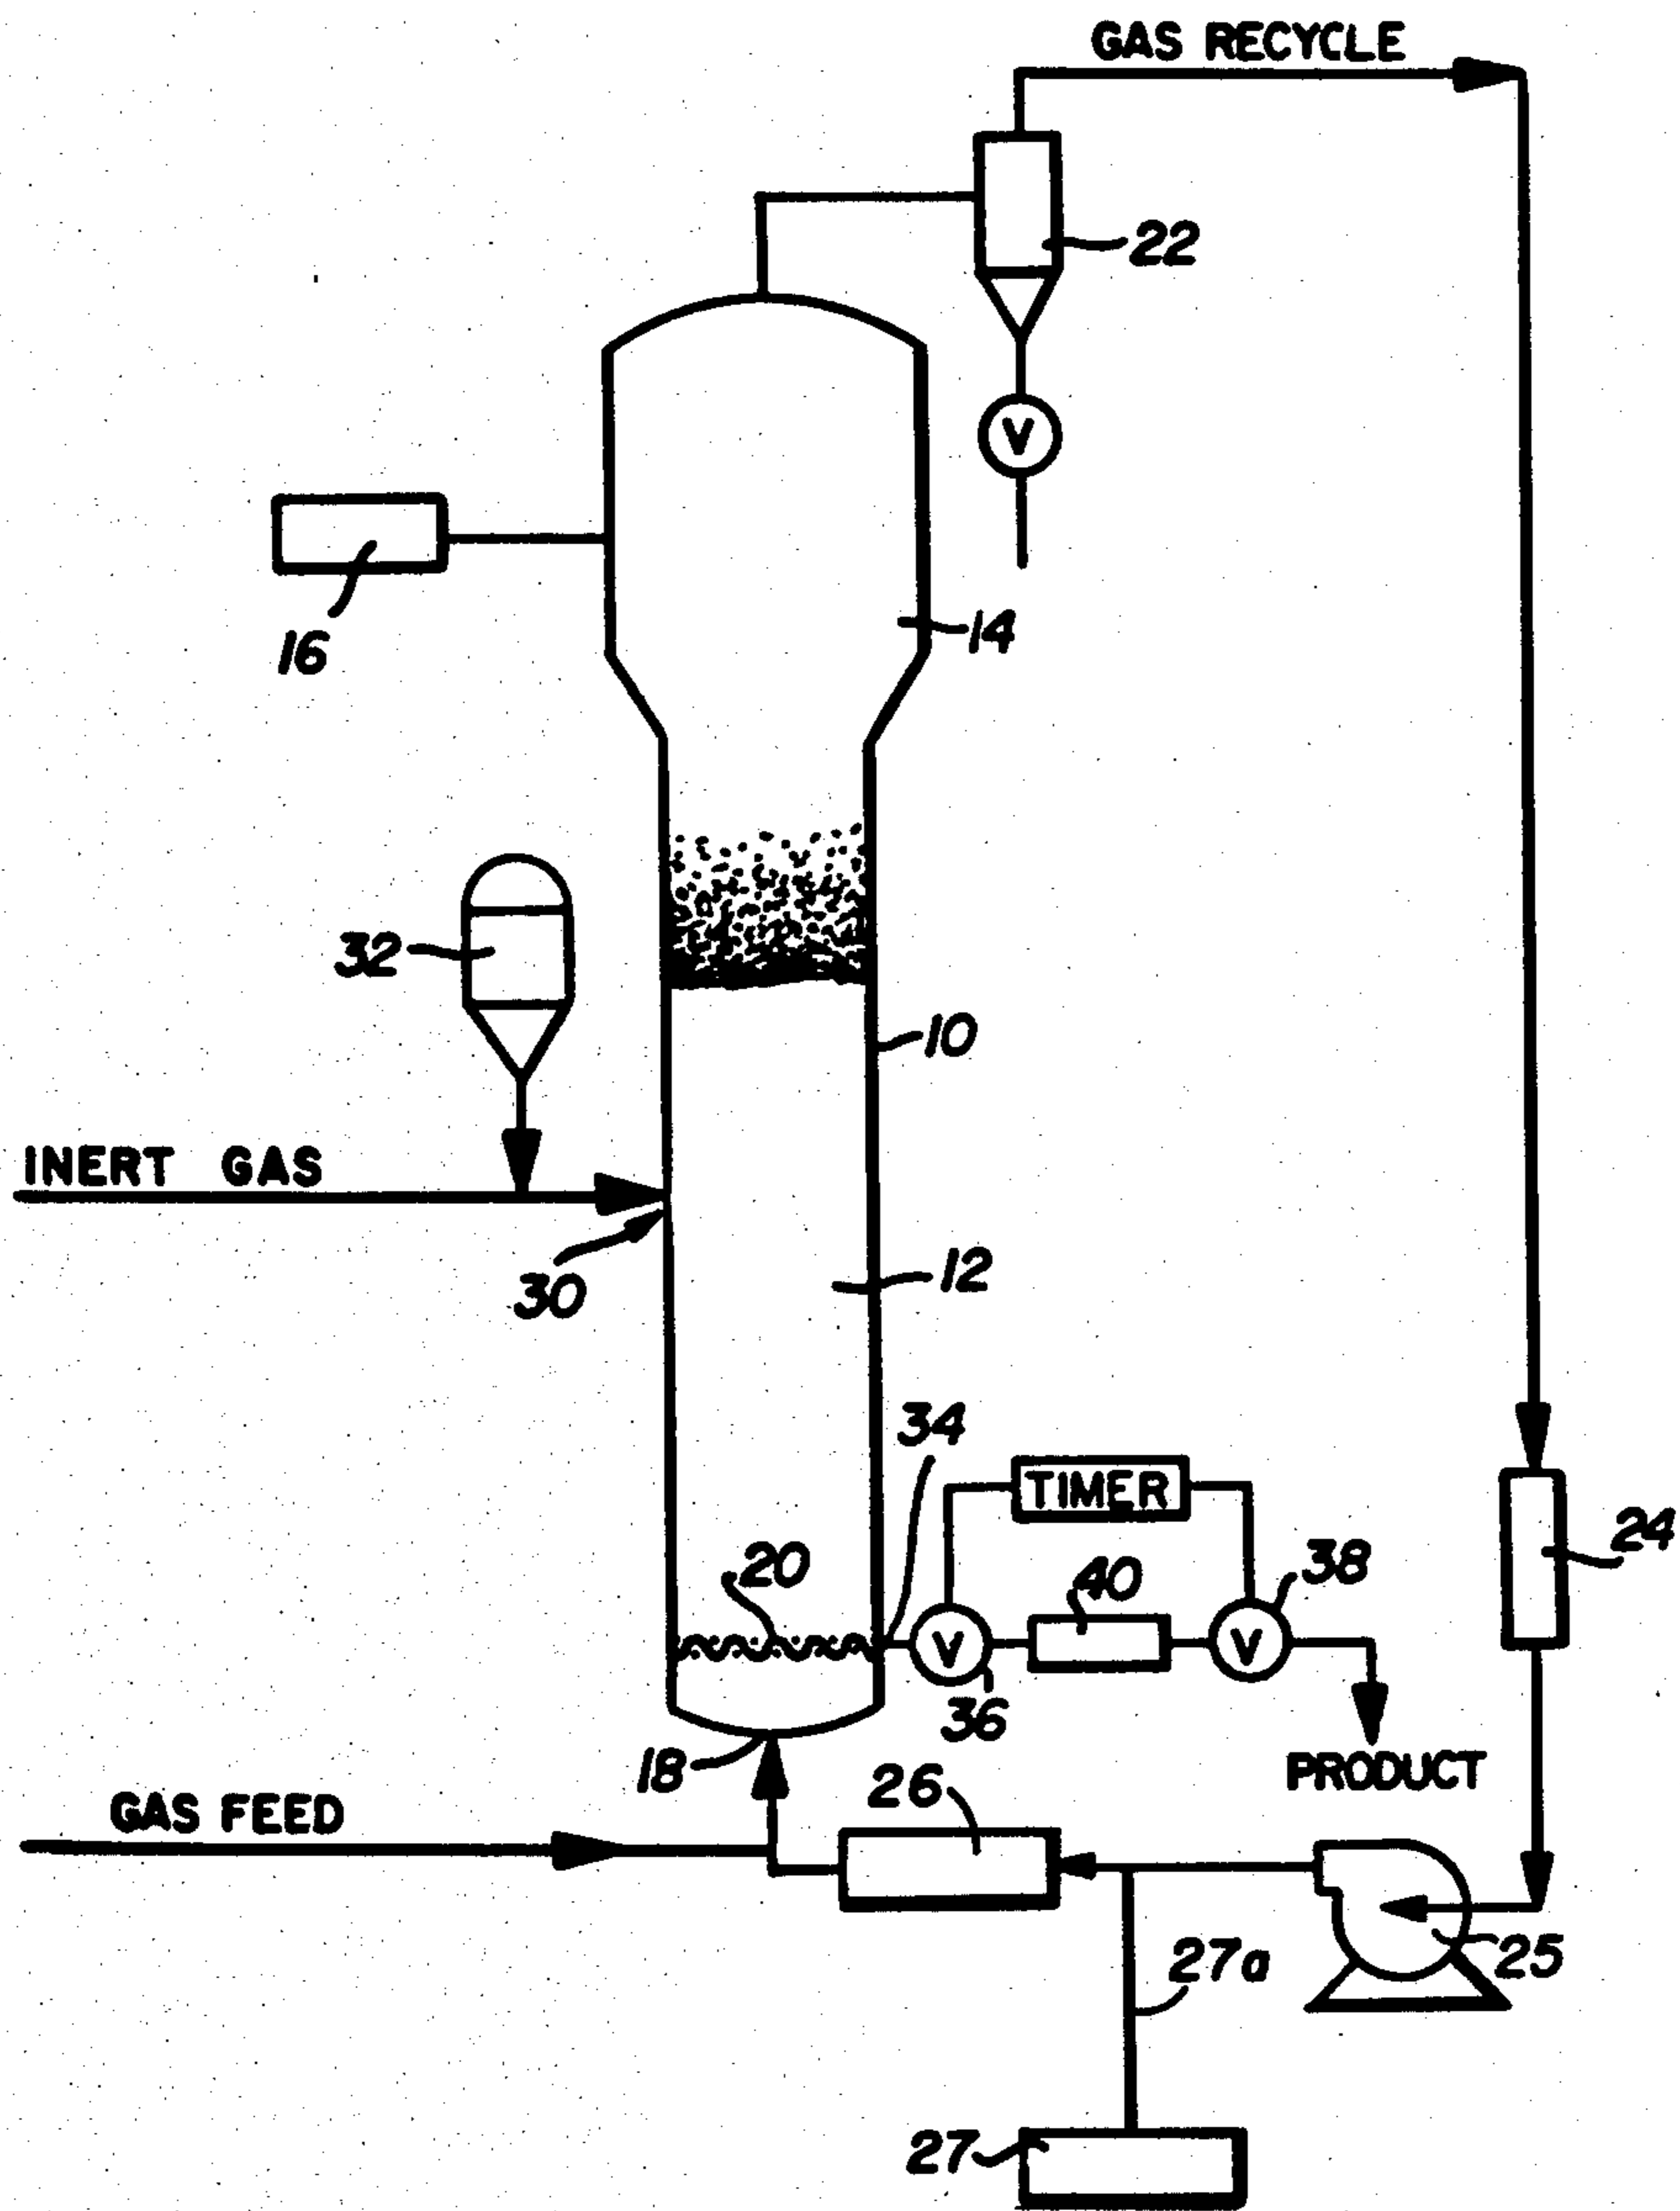 GAS RECYCLE
22
V
16
14
32
10
INERT GAS
30
12
34
TIMER
24
20
40
38
V
V
36
18
PRODUCT
26
GAS FEED
27a
25
27